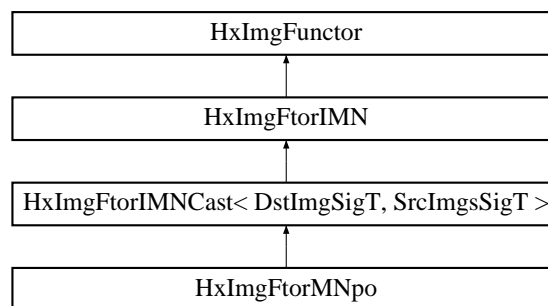 HxImgFunctor
HxImgFtorIMN
HxImgFtorIMNCast< DstImgSigT, SrcImgsSigT >
HxImgFtorMNpo